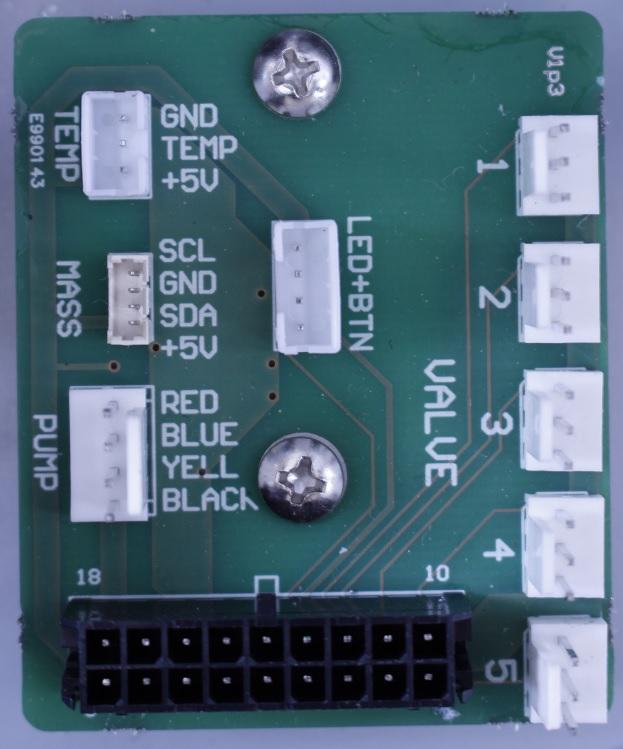 V1p3
GND
TEMP
+5V
TEMP
E9901 43
1
SCL
GND
SDA
+5V
MASS
LED+BTN
2
RED
BLUE
YELL
BLACK
PUMP
VALVE
3
4
18
10
5